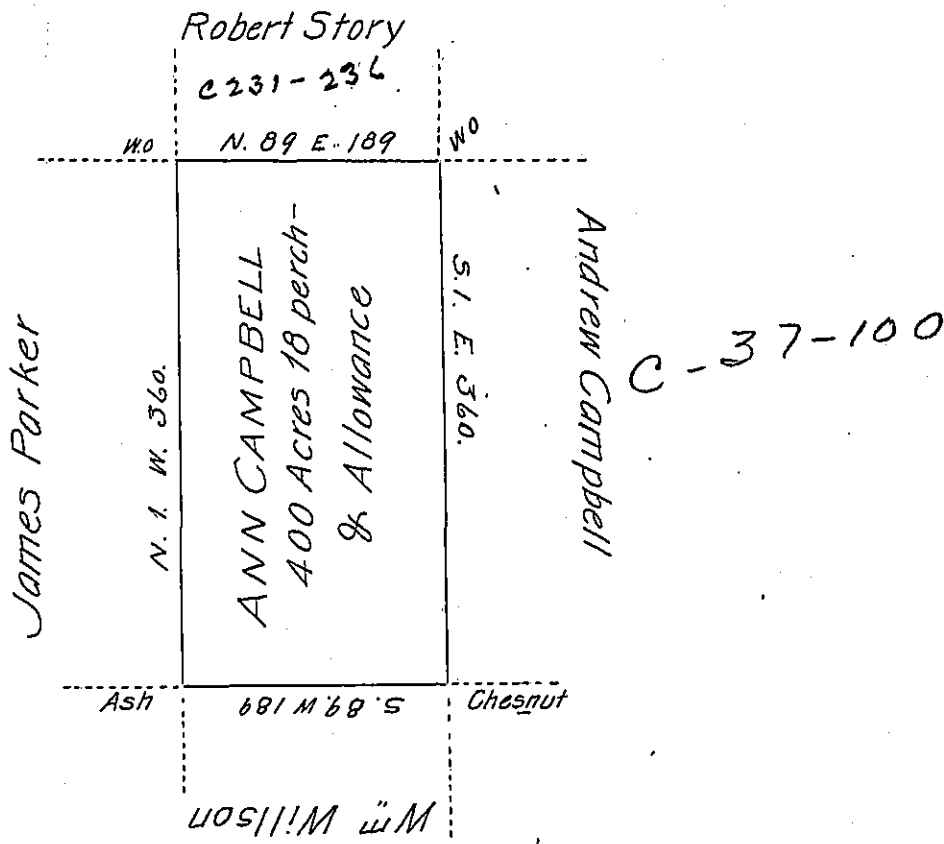 Robert Story
C231-236
W.O
N. 89 E. 189
W.O
James Parker
N. 1. W. 360.
ANN CAMPBELL
400 Acres 18 perch-
& Allowance
S.1. E. 360.
Andrew Campbell
C-37-100
Ash
S. 89. W 189
Chesnut
Wm Willson